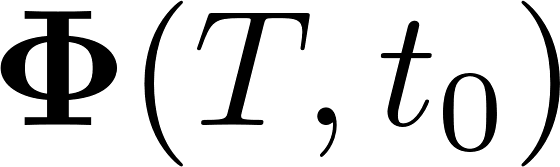 𝚽(T, t₀)